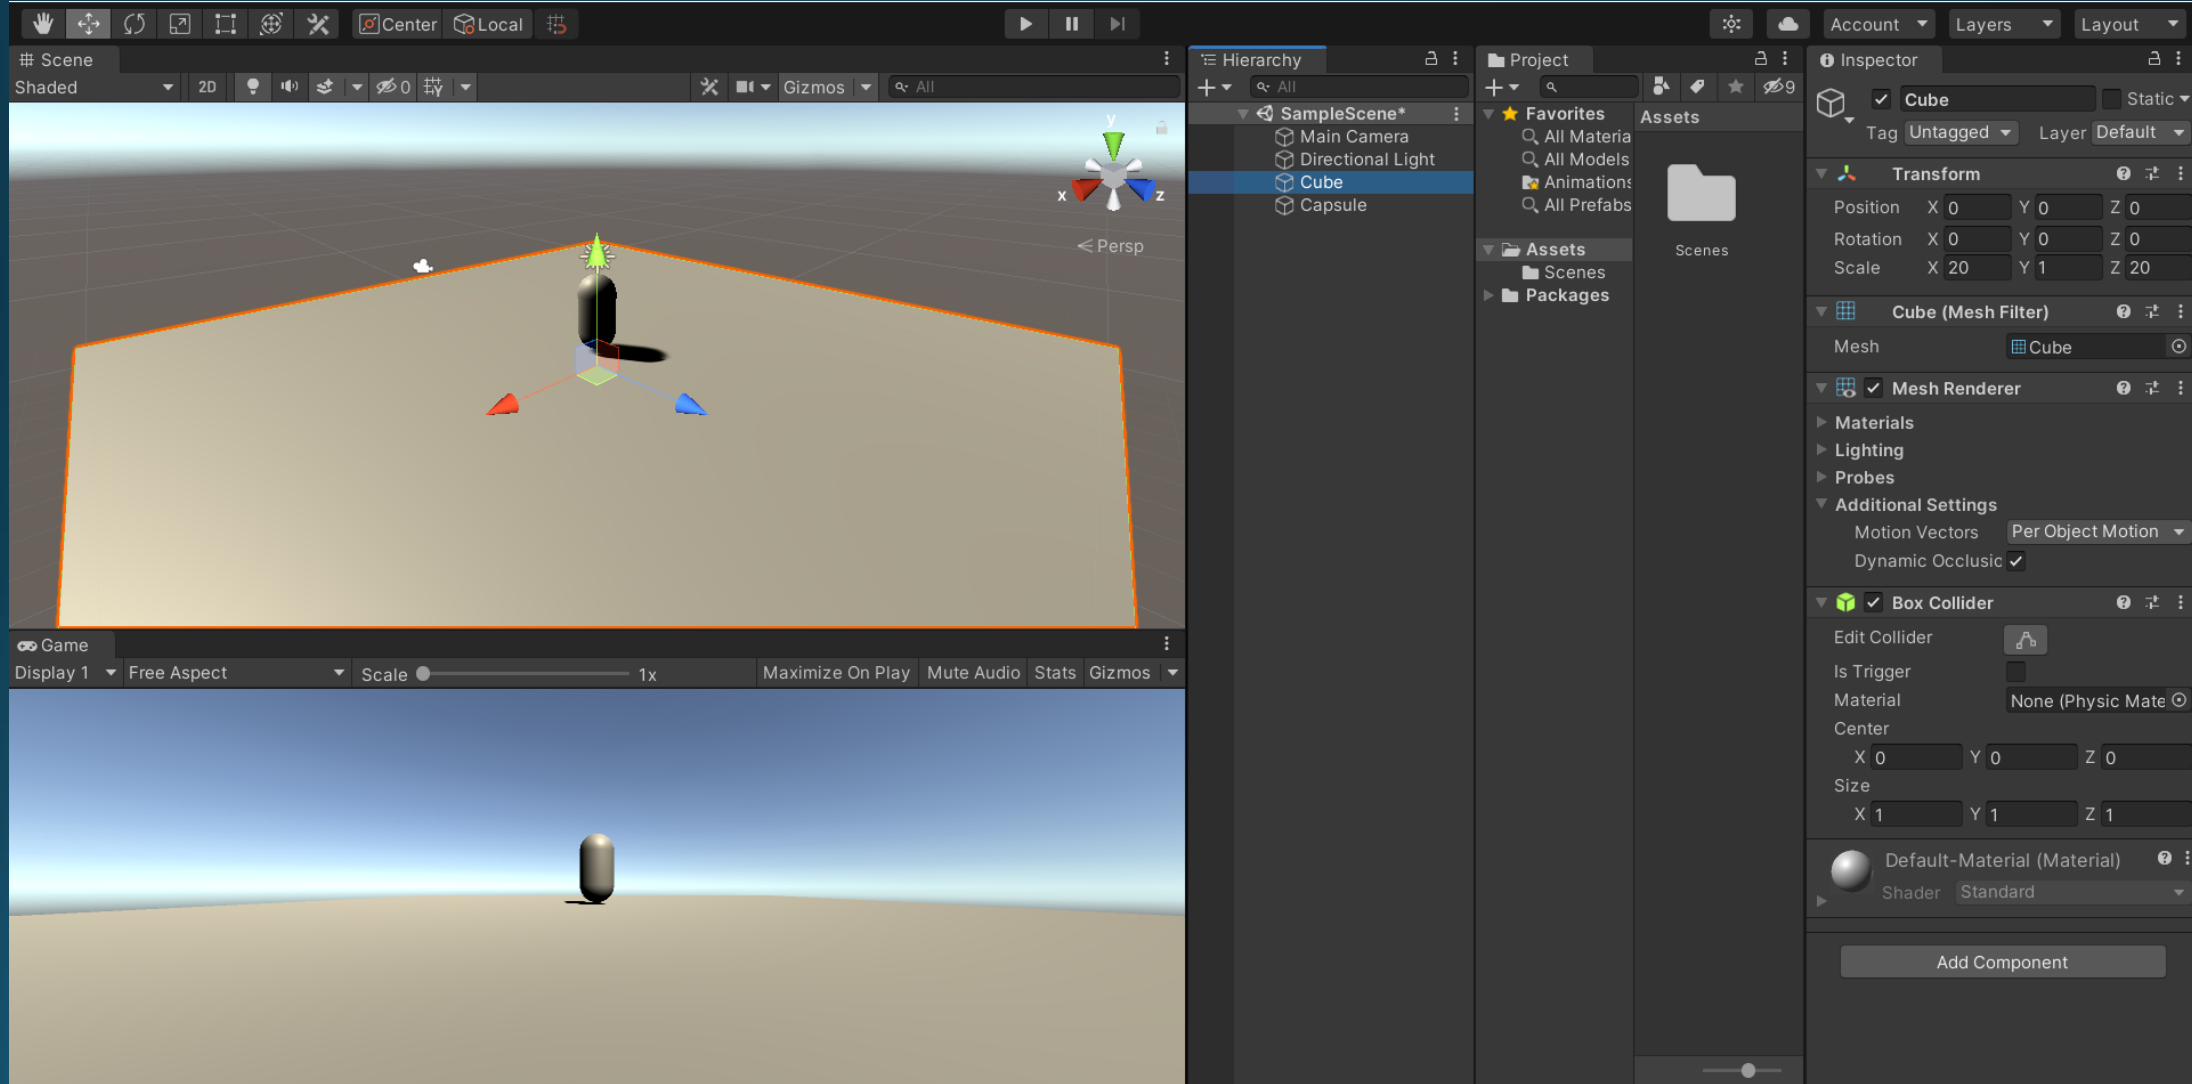 Center Local Account Layers Layout
Scene
Shaded 2D 0 Gizmos All
y
x z
Persp
Game
Display 1 Free Aspect Scale 1x Maximize On Play Mute Audio Stats Gizmos
Hierarchy
All
SampleScene*
Main Camera
Directional Light
Cube
Capsule
Project
9
Favorites
All Materia
All Models
Animations
All Prefabs
Assets
Scenes
Packages
Assets
Scenes
Inspector
Cube Static
Tag Untagged Layer Default
Transform
Position X 0 Y 0 Z 0
Rotation X 0 Y 0 Z 0
Scale X 20 Y 1 Z 20
Cube (Mesh Filter)
Mesh Cube
Mesh Renderer
Materials
Lighting
Probes
Additional Settings
Motion Vectors Per Object Motion
Dynamic Occlusic
Box Collider
Edit Collider
Is Trigger
Material None (Physic Mate
Center
X 0 Y 0 Z 0
Size
X 1 Y 1 Z 1
Default-Material (Material)
Shader Standard
Add Component